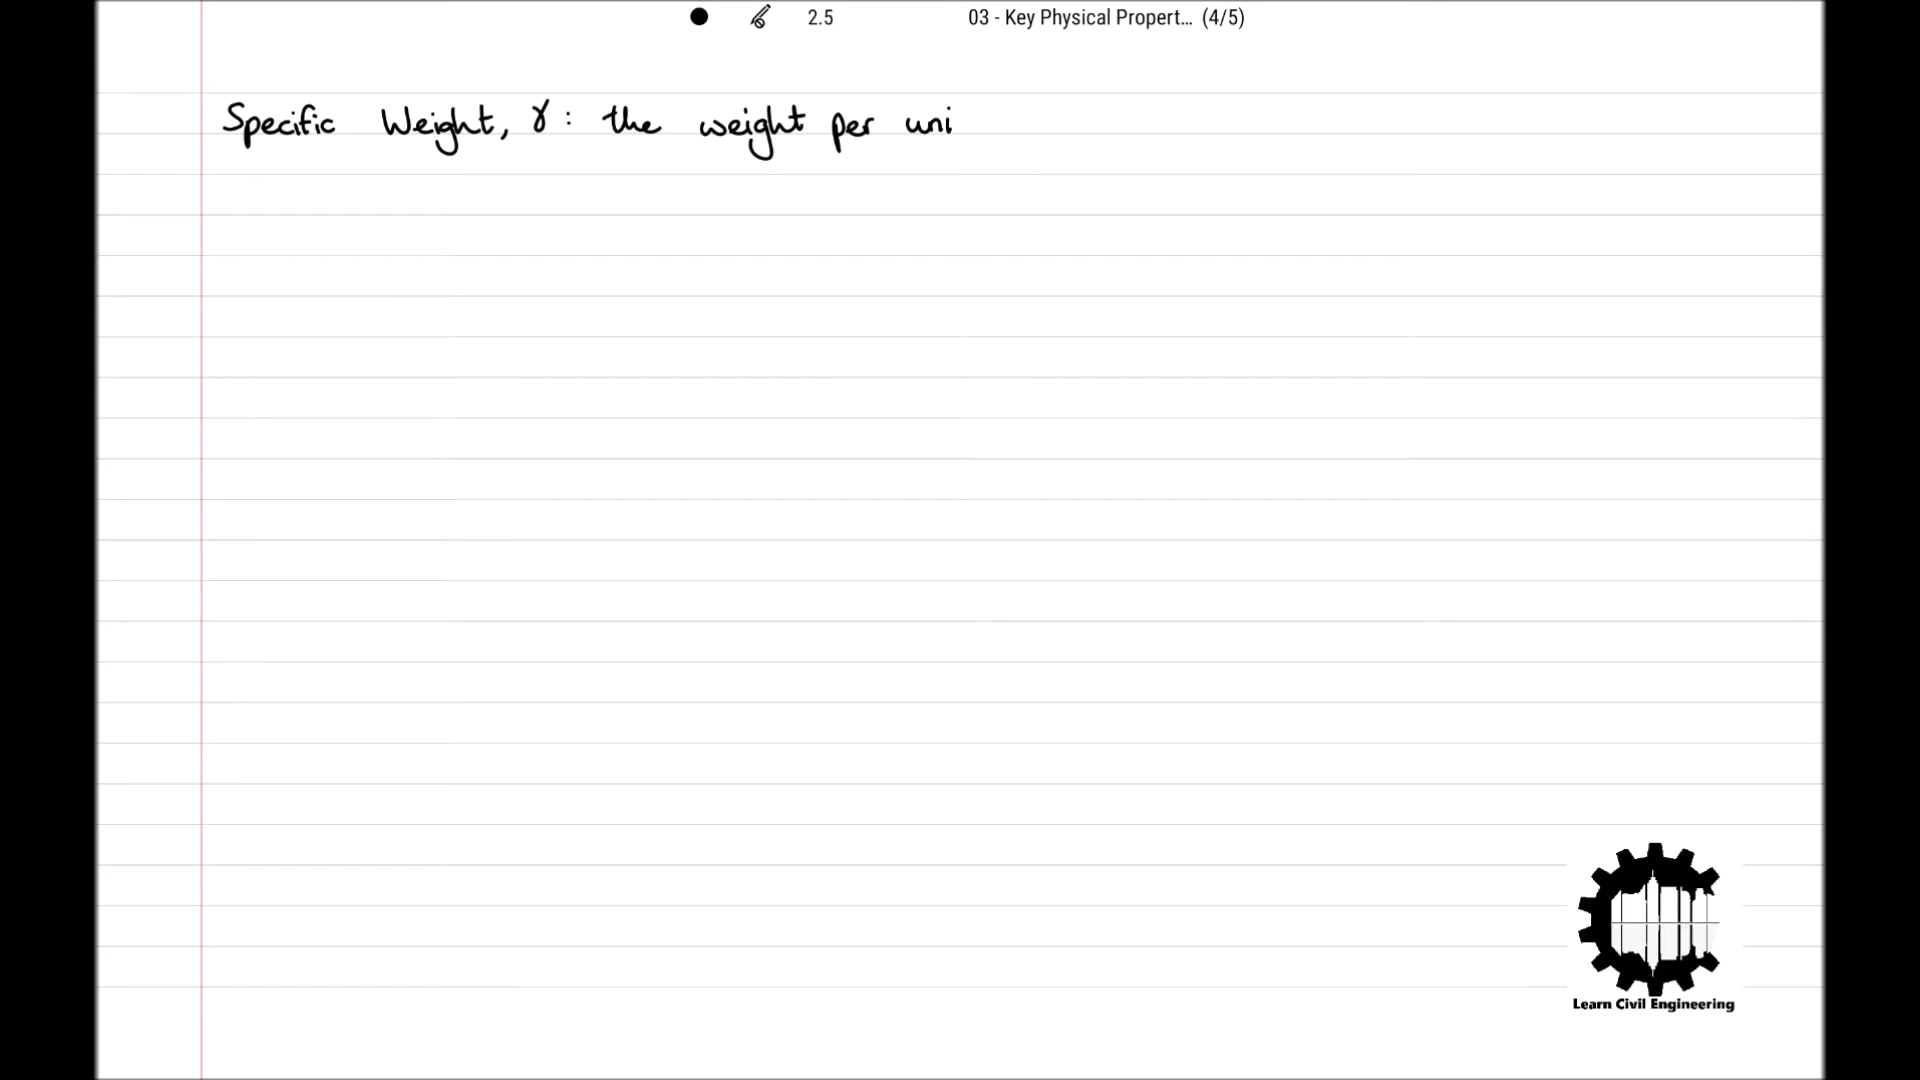 2.5 03 - Key Physical Propert... (4/5)
Specific Weight, γ : the weight per uni
Learn Civil Engineering